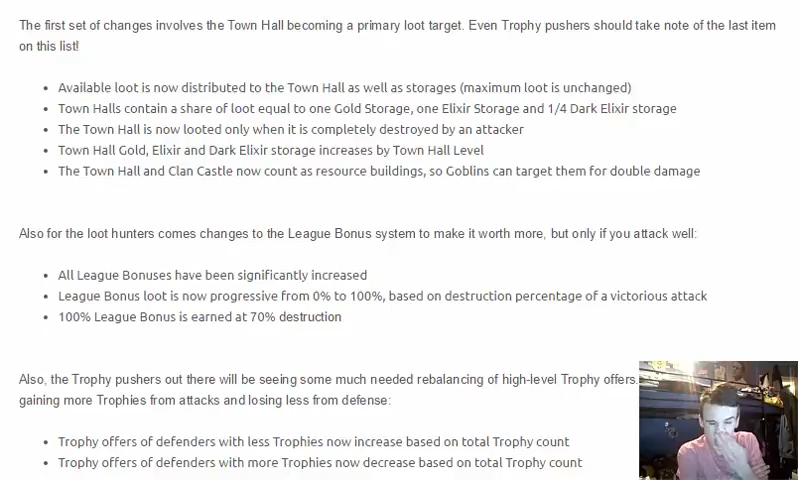 The first set of changes involves the Town Hall becoming a primary loot target. Even Trophy pushers should take note of the last item
on this list!
• Available loot is now distributed to the Town Hall as well as storages (maximum loot is unchanged)
• Town Halls contain a share of loot equal to one Gold Storage, one Elixir Storage and 1/4 Dark Elixir storage
• The Town Hall is now looted only when it is completely destroyed by an attacker
• Town Hall Gold, Elixir and Dark Elixir storage increases by Town Hall Level
• The Town Hall and Clan Castle now count as resource buildings, so Goblins can target them for double damage
Also for the loot hunters comes changes to the League Bonus system to make it worth more, but only if you attack well:
• All League Bonuses have been significantly increased
• League Bonus loot is now progressive from 0% to 100%, based on destruction percentage of a victorious attack
• 100% League Bonus is earned at 70% destruction
Also, the Trophy pushers out there will be seeing some much needed rebalancing of high-level Trophy offers,
gaining more Trophies from attacks and losing less from defense:
• Trophy offers of defenders with less Trophies now increase based on total Trophy count
• Trophy offers of defenders with more Trophies now decrease based on total Trophy count